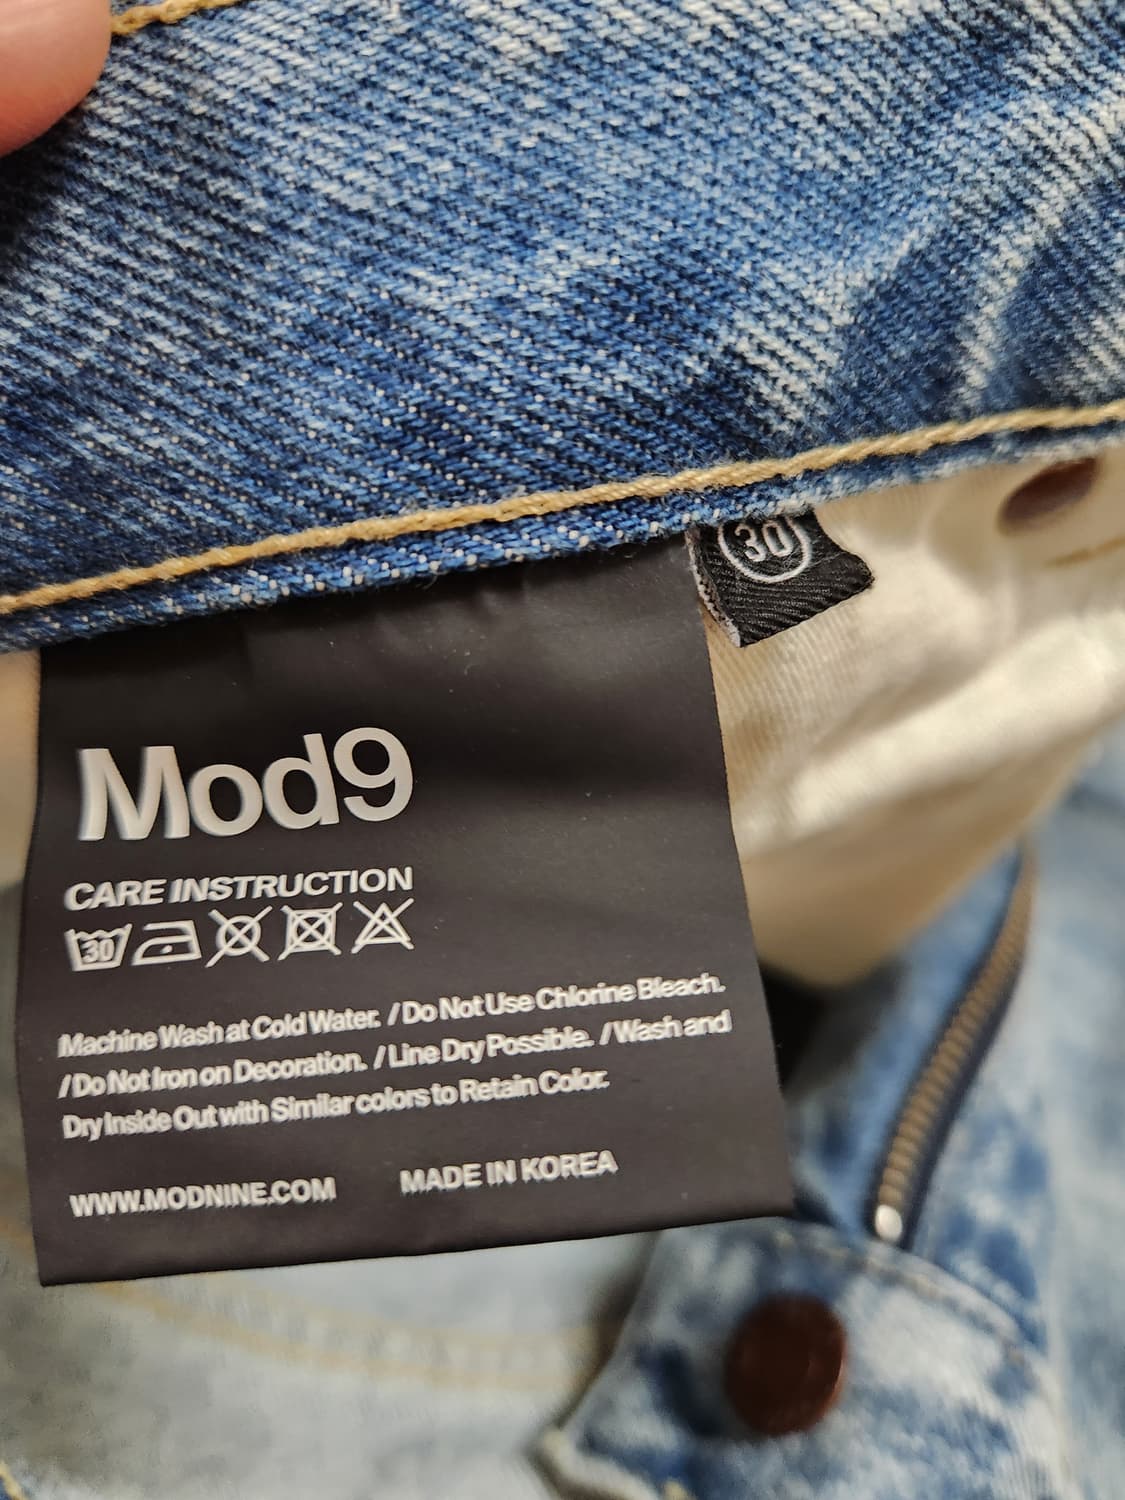 30
Mod9
CARE INSTRUCTION
30
Machine Wash at Cold Water. / Do Not Use Chlorine Bleach.
/ Do Not Iron on Decoration. / Line Dry Possible. / Wash and
Dry Inside Out with Similar colors to Retain Color.
WWW.MODNINE.COM MADE IN KOREA